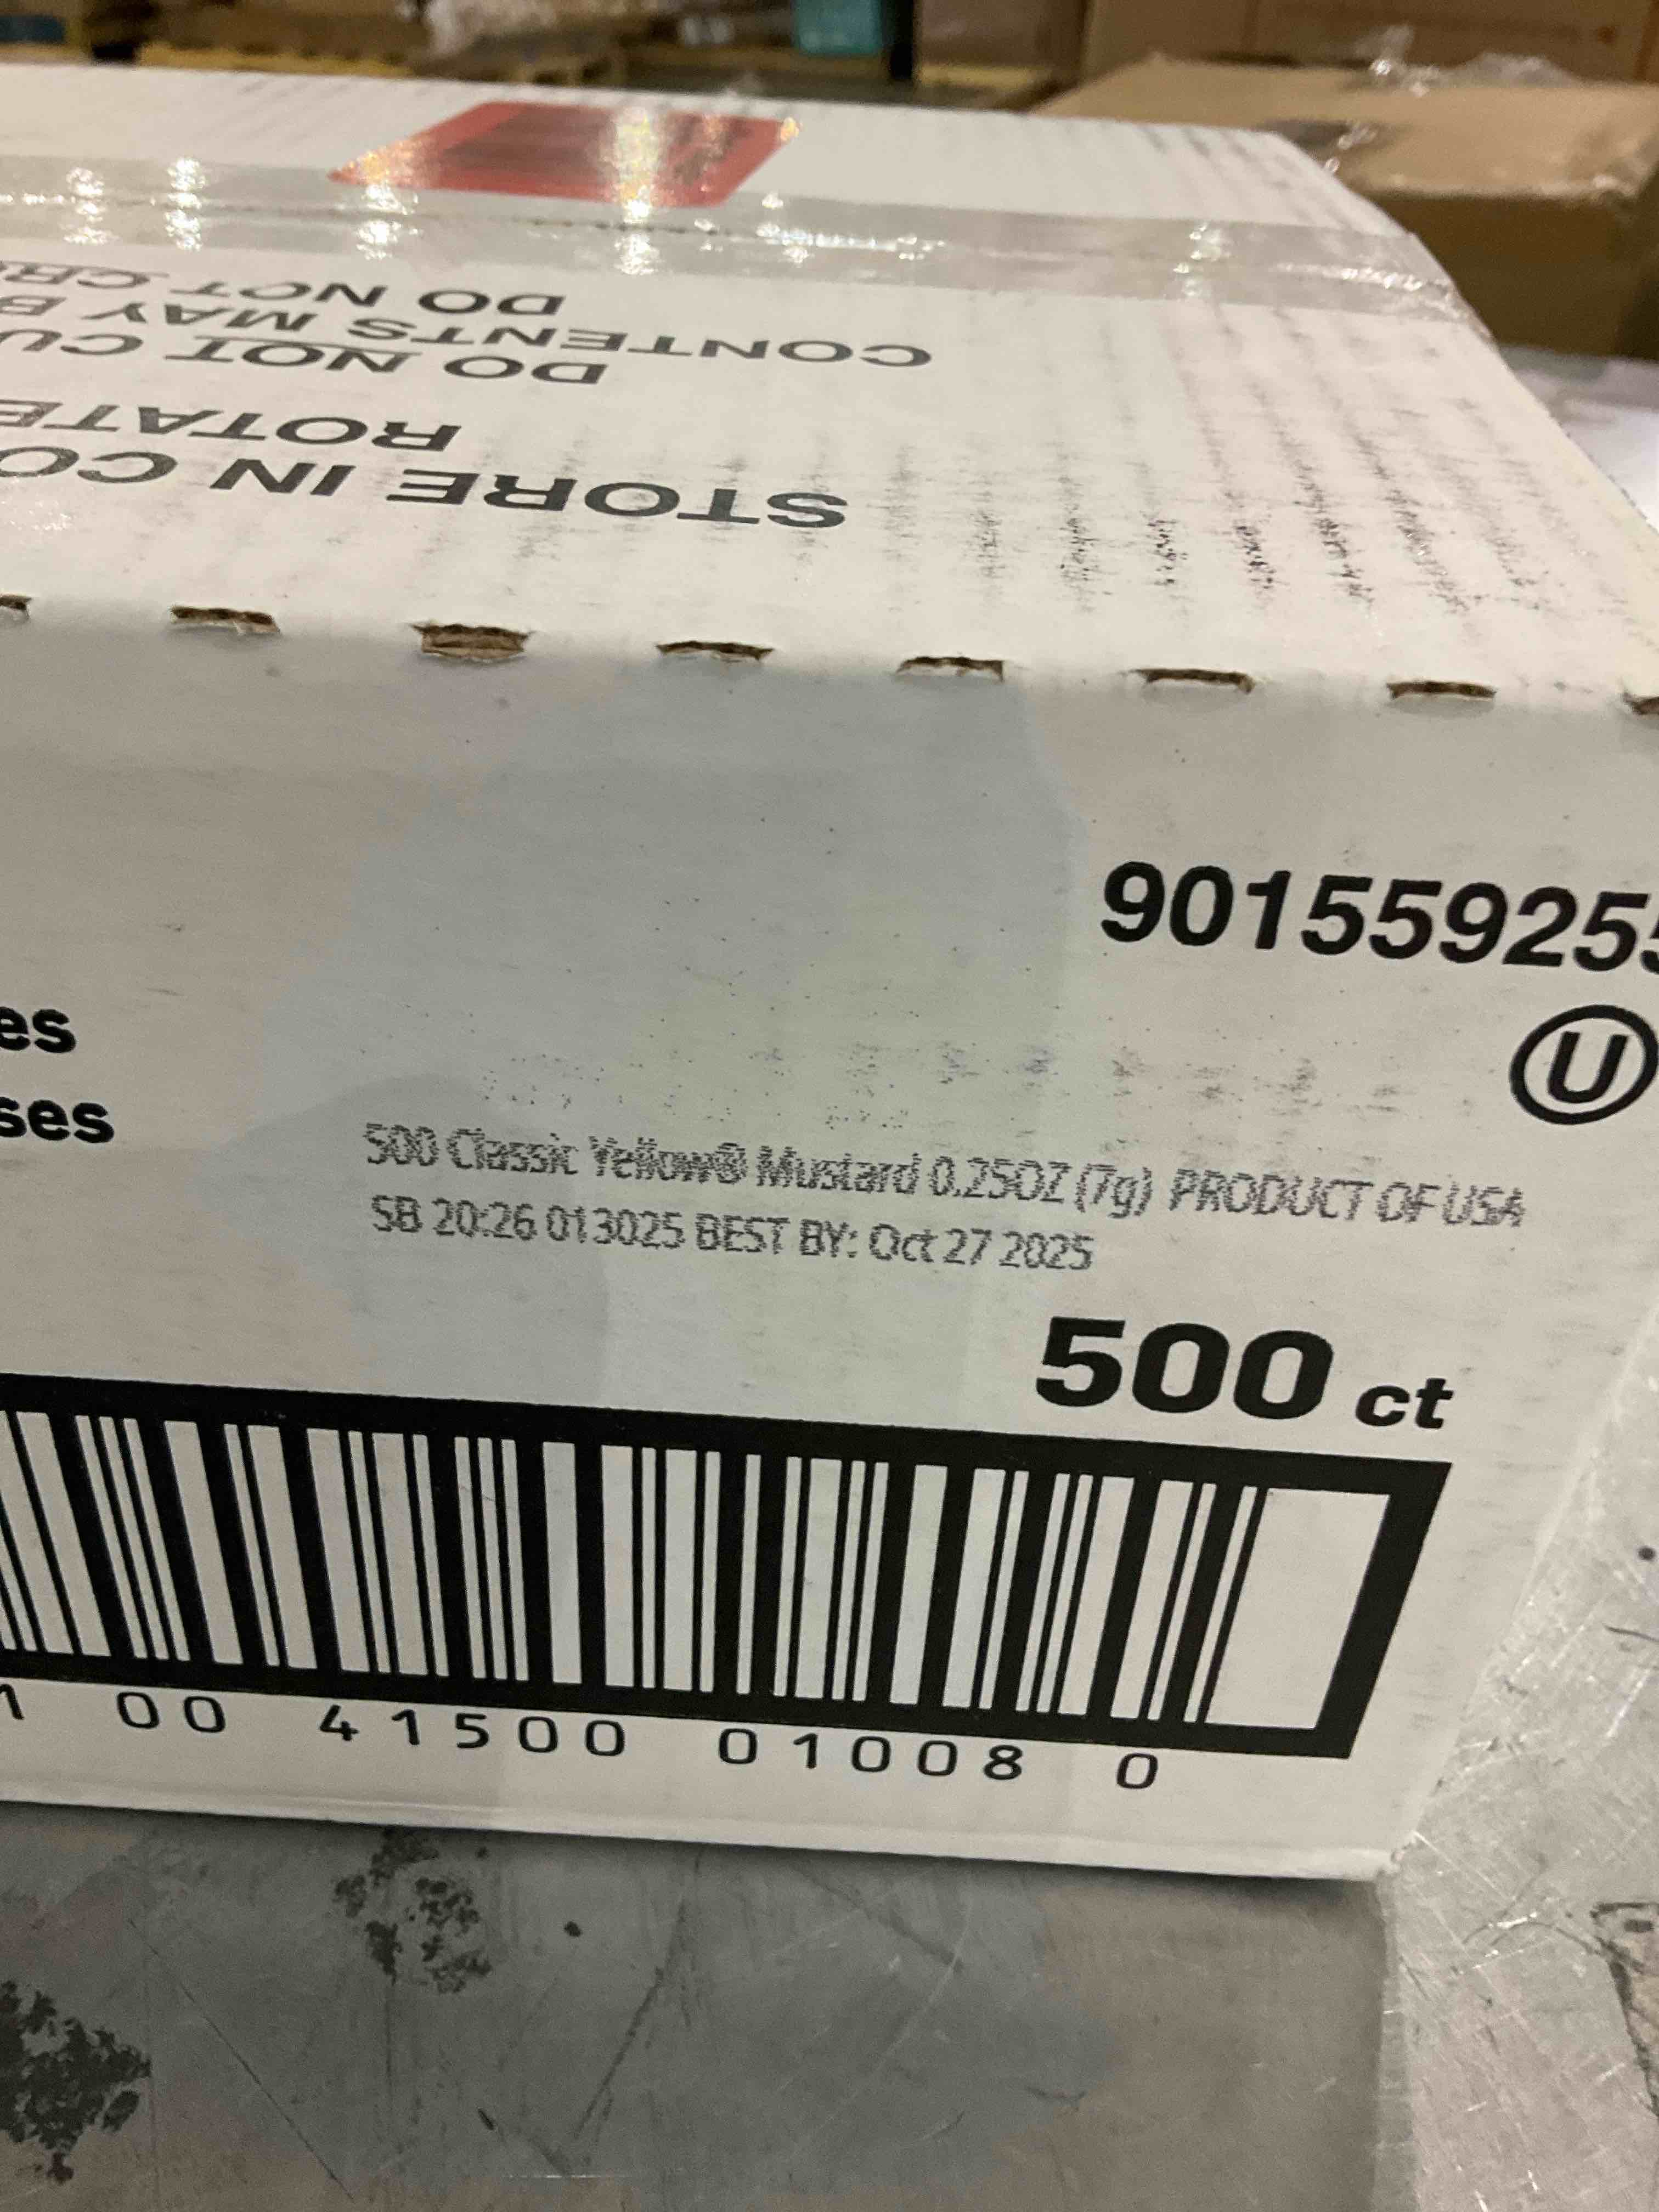 STORE IN CO
ROTATE
DO NOT CU
CONTENTS MAY B
DO NOT CR
90155925
U
es
ses
500 Classic Yellow® Mustard 0.25OZ (7g) PRODUCT OF USA
SB 20:26 013025 BEST BY: Oct 27 2025
500 ct
1 00 41500 01008 0